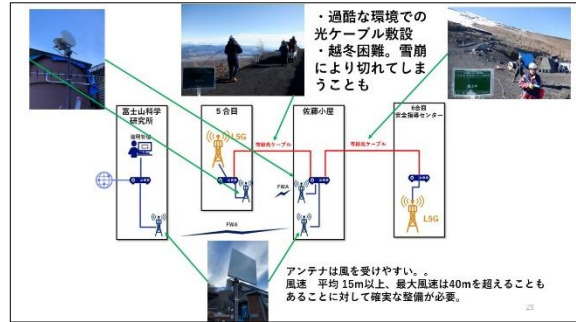 ・過酷な環境での
光ケーブル敷設
・越冬困難。雪崩
により切れてしま
うことも
富士山科学
研究所
5合目
佐藤小屋
6合目
安全指導センター
L5G
有線光ケーブル
有線光ケーブル
FWA
L5G
FWA
アンテナは風を受けやすい。。
風速 平均 15m以上、最大風速は40mを超えることも
あることに対して確実な整備が必要。